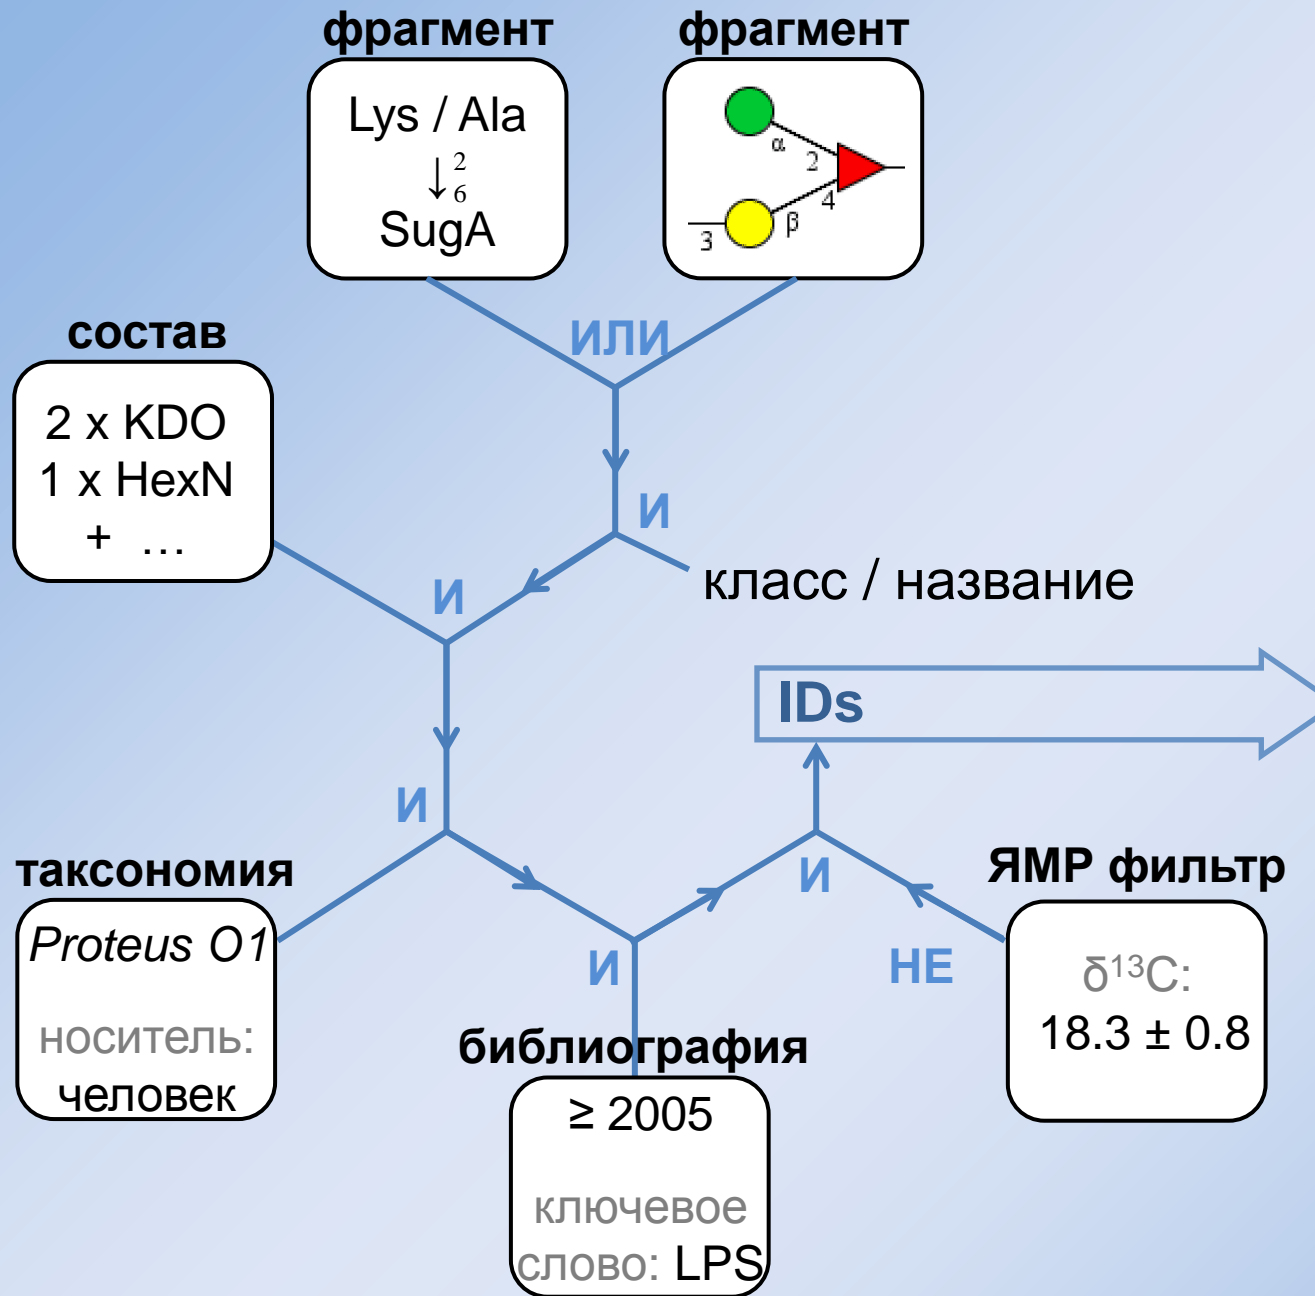 фрагмент
Lys / Ala
↓ 2
6
SugA
фрагмент
α
2
4
β
3
ИЛИ
состав
2 x KDO
1 x HexN
+ …
И
класс / название
И
IDs
И
таксономия
Proteus O1
носитель:
человек
И
библиография
≥ 2005
ключевое
слово: LPS
И
НЕ
ЯМР фильтр
δ¹³C:
18.3 ± 0.8